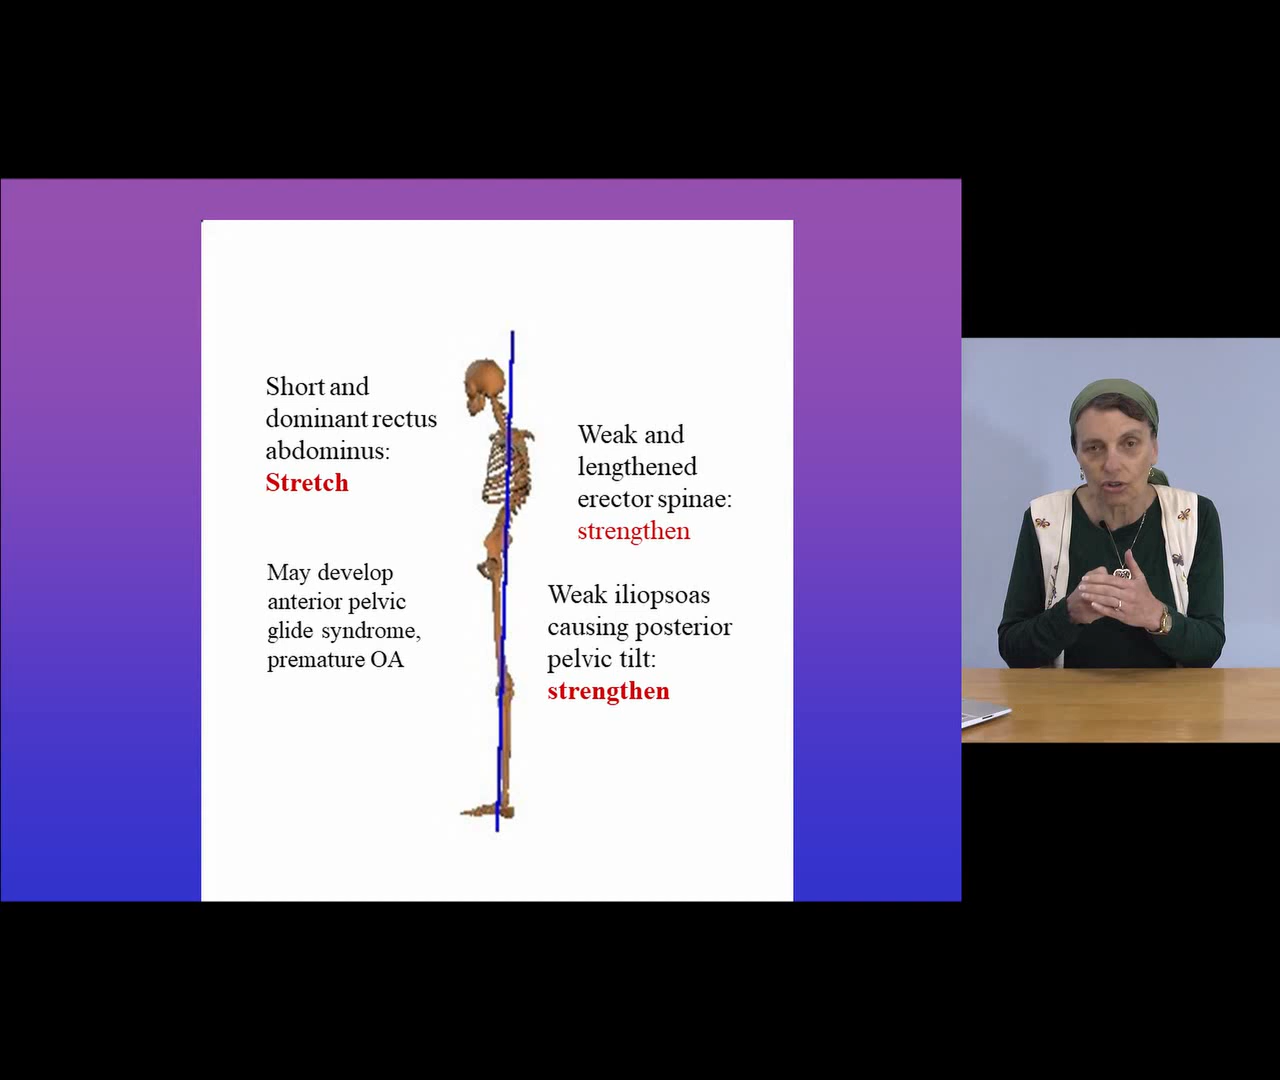 Short and
dominant rectus
abdominus:
Stretch
May develop
anterior pelvic
glide syndrome,
premature OA
Weak and
lengthened
erector spinae:
strengthen
Weak iliopsoas
causing posterior
pelvic tilt:
strengthen